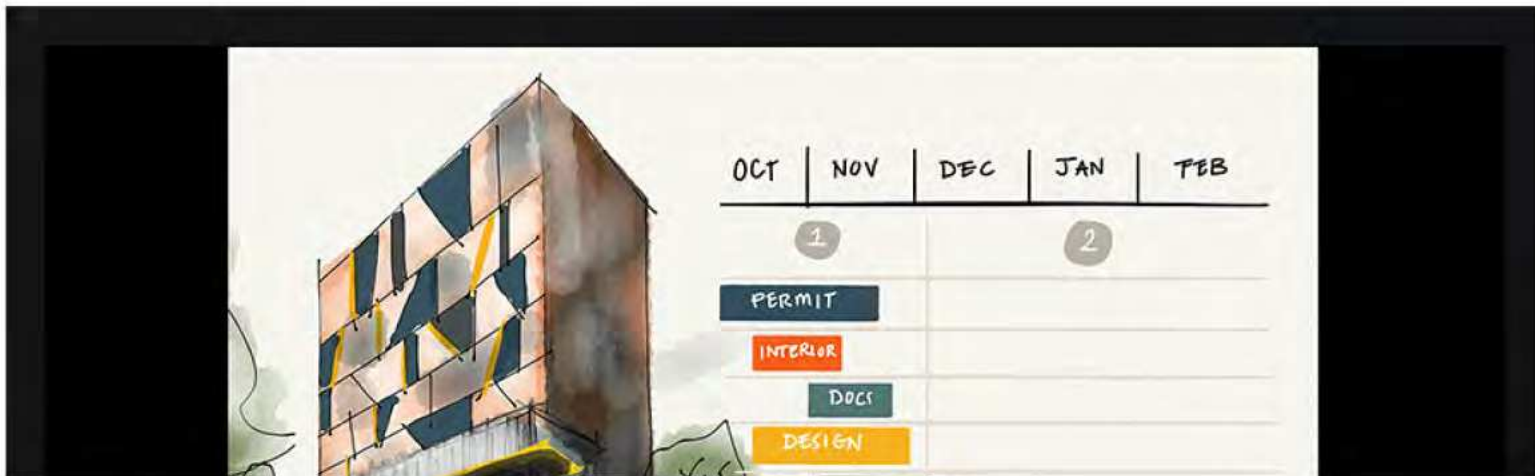 OCT NOV DEC JAN FEB
1 2
PERMIT
INTERIOR
DOCS
DESIGN